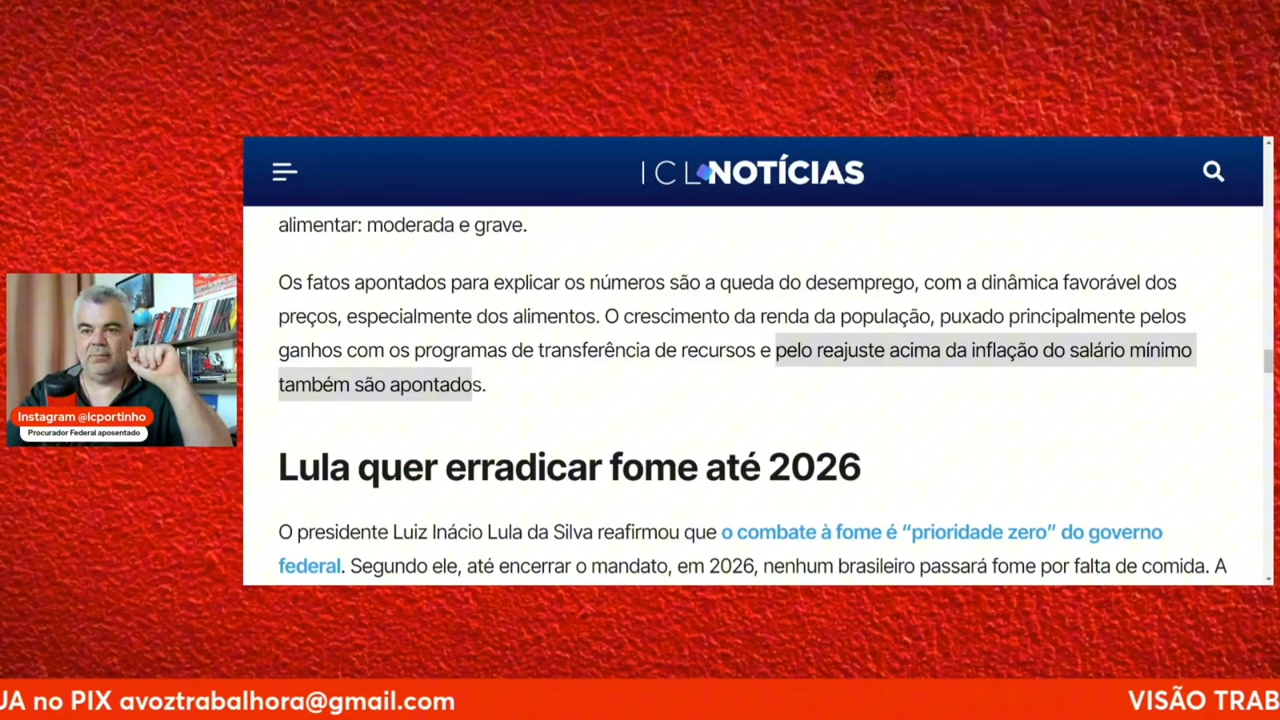 ICL NOTÍCIAS
alimentar: moderada e grave.
Os fatos apontados para explicar os números são a queda do desemprego, com a dinâmica favorável dos
preços, especialmente dos alimentos. O crescimento da renda da população, puxado principalmente pelos
ganhos com os programas de transferência de recursos e pelo reajuste acima da inflação do salário mínimo
também são apontados.
Lula quer erradicar fome até 2026
O presidente Luiz Inácio Lula da Silva reafirmou que o combate à fome é “prioridade zero” do governo
federal. Segundo ele, até encerrar o mandato, em 2026, nenhum brasileiro passará fome por falta de comida. A
Instagram @lcportinho
Procurador Federal aposentado
UA no PIX avoztrabalhora@gmail.com
VISÃO TRAB